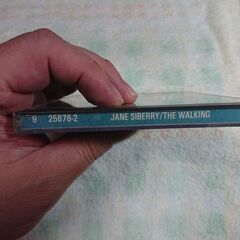 9 25678-2 JANE SIBERRY/THE WALKING